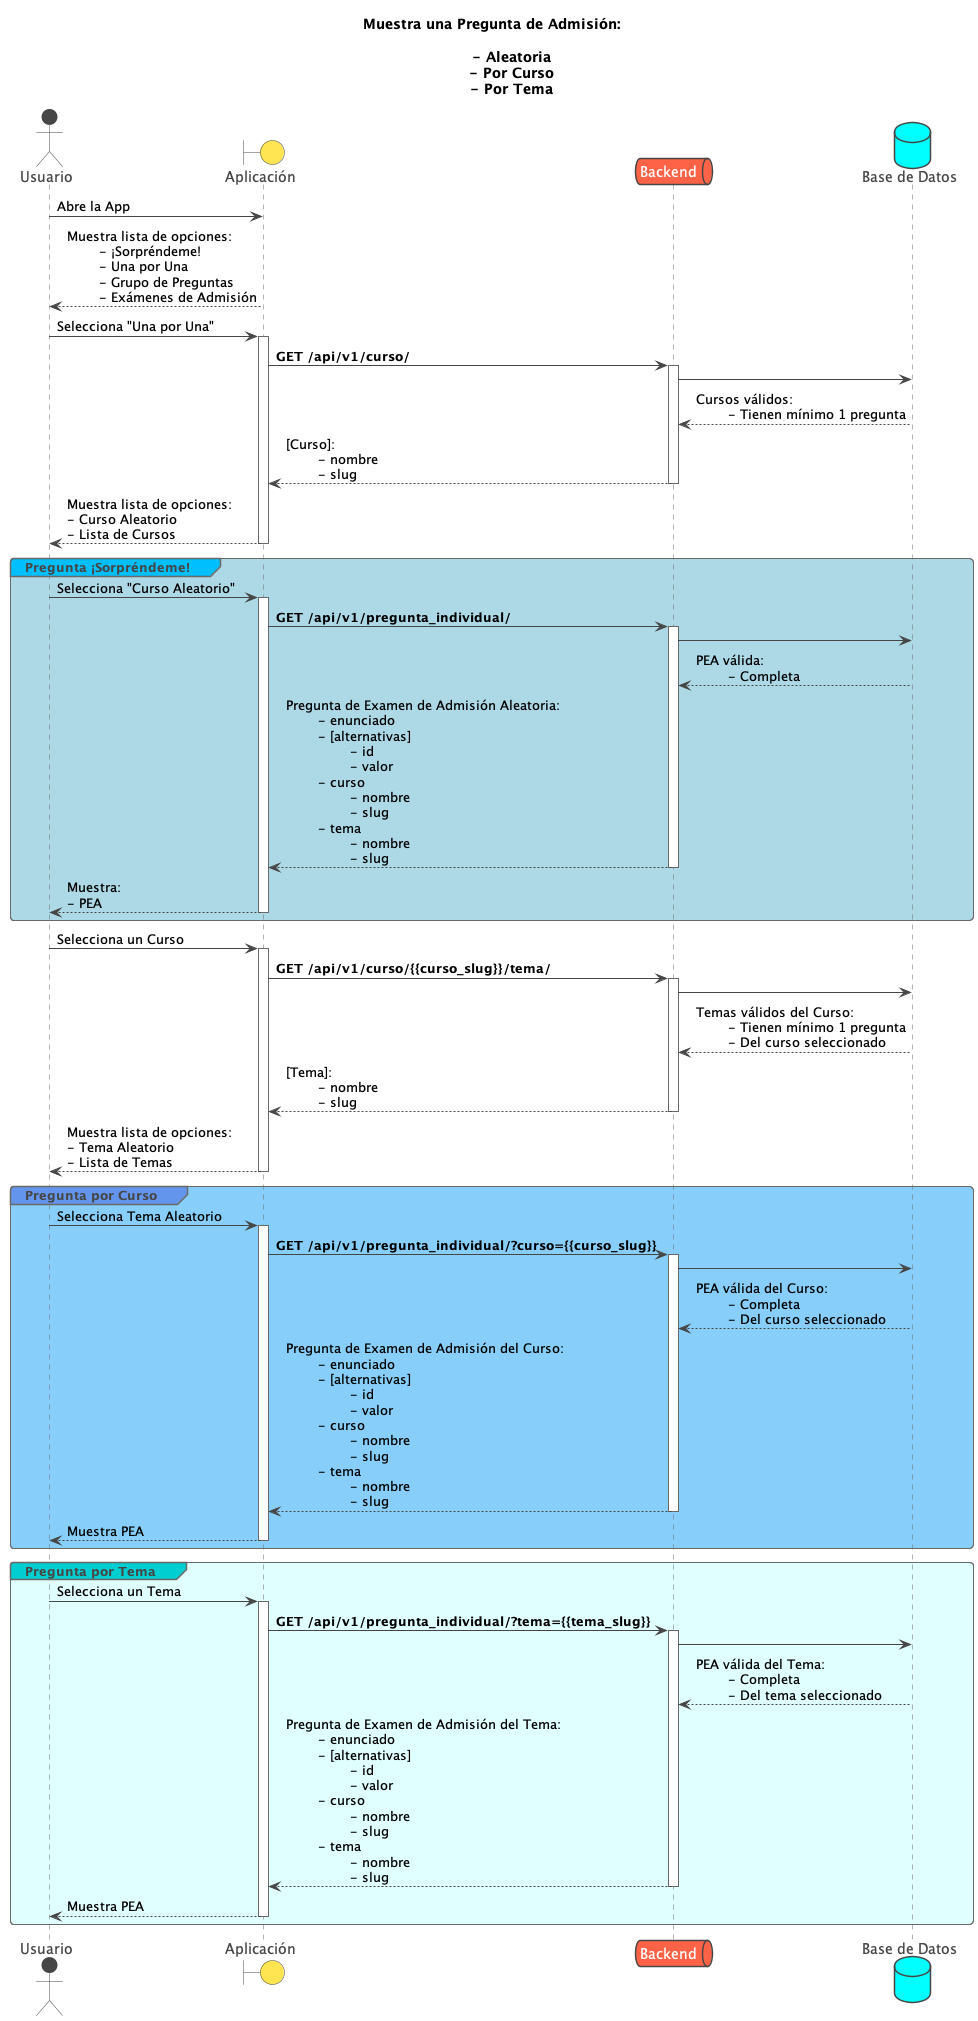 Muestra una Pregunta de Admisión:
- Aleatoria
- Por Curso
- Por Tema
Usuario
Aplicación
Backend
Base de Datos
Abre la App
Muestra lista de opciones:
- ¡Sorpréndeme!
- Una por Una
- Grupo de Preguntas
- Exámenes de Admisión
Selecciona "Una por Una"
GET /api/v1/curso/
Cursos válidos:
- Tienen mínimo 1 pregunta
[Curso]:
- nombre
- slug
Muestra lista de opciones:
- Curso Aleatorio
- Lista de Cursos
Pregunta ¡Sorpréndeme!
Selecciona "Curso Aleatorio"
GET /api/v1/pregunta_individual/
PEA válida:
- Completa
Pregunta de Examen de Admisión Aleatoria:
- enunciado
- [alternativas]
- id
- valor
- curso
- nombre
- slug
- tema
- nombre
- slug
Muestra:
- PEA
Selecciona un Curso
GET /api/v1/curso/{{curso_slug}}/tema/
Temas válidos del Curso:
- Tienen mínimo 1 pregunta
- Del curso seleccionado
[Tema]:
- nombre
- slug
Muestra lista de opciones:
- Tema Aleatorio
- Lista de Temas
Pregunta por Curso
Selecciona Tema Aleatorio
GET /api/v1/pregunta_individual/?curso={{curso_slug}}
PEA válida del Curso:
- Completa
- Del curso seleccionado
Pregunta de Examen de Admisión del Curso:
- enunciado
- [alternativas]
- id
- valor
- curso
- nombre
- slug
- tema
- nombre
- slug
Muestra PEA
Pregunta por Tema
Selecciona un Tema
GET /api/v1/pregunta_individual/?tema={{tema_slug}}
PEA válida del Tema:
- Completa
- Del tema seleccionado
Pregunta de Examen de Admisión del Tema:
- enunciado
- [alternativas]
- id
- valor
- curso
- nombre
- slug
- tema
- nombre
- slug
Muestra PEA
Usuario
Aplicación
Backend
Base de Datos